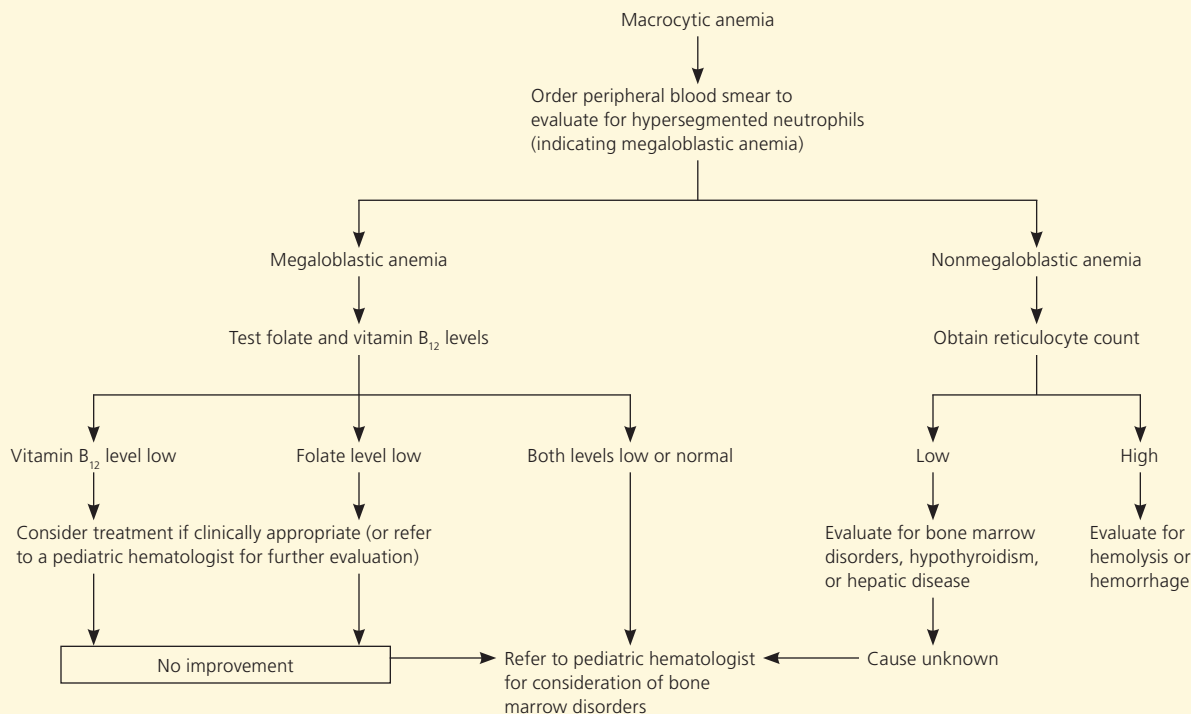 Macrocytic anemia
Order peripheral blood smear to
evaluate for hypersegmented neutrophils
(indicating megaloblastic anemia)
Megaloblastic anemia
Nonmegaloblastic anemia
Test folate and vitamin B12 levels
Obtain reticulocyte count
Vitamin B12 level low
Folate level low
Both levels low or normal
Low
High
Consider treatment if clinically appropriate (or refer
to a pediatric hematologist for further evaluation)
Evaluate for bone marrow
disorders, hypothyroidism,
or hepatic disease
Evaluate for
hemolysis or
hemorrhage
No improvement
Refer to pediatric hematologist
for consideration of bone
marrow disorders
Cause unknown